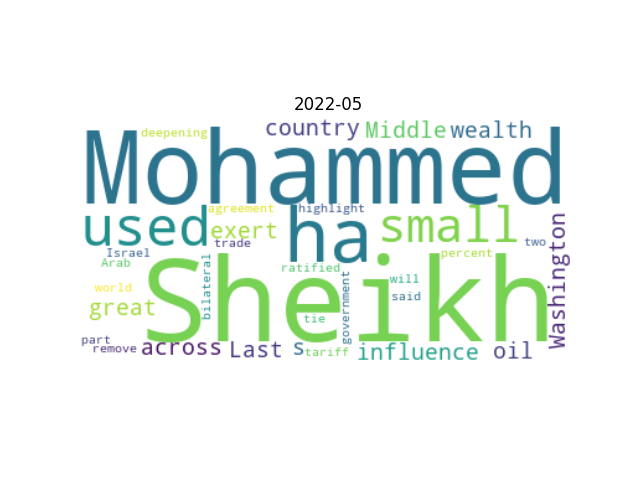 2022-05
deepening country Middle wealth
Mohammed
used agreement highlight ha small
exert
trade
Israel
two
Arab
bilateral
ratified
percent
Washington
Sheikh
world
great
government
will
said
tie
part
remove across Last s tariff influence oil